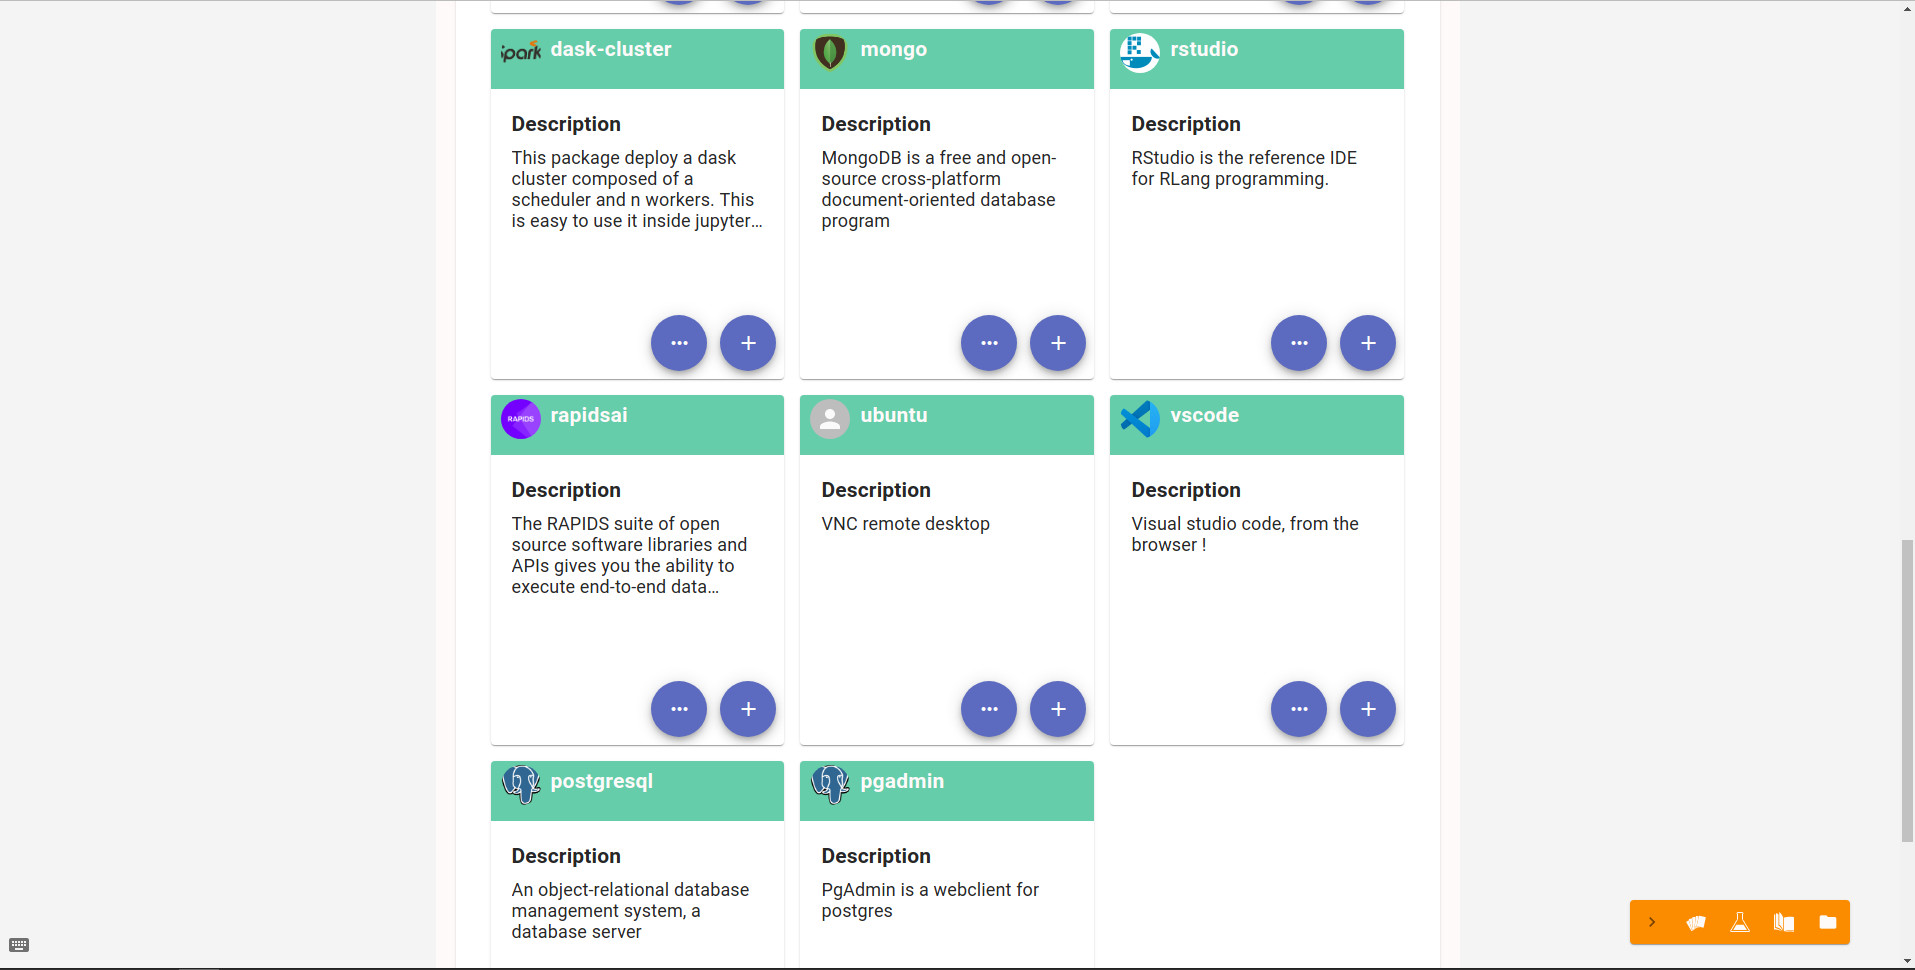 Spark dask-cluster
mongo
rstudio
Description
This package deploy a dask
cluster composed of a
scheduler and n workers. This
is easy to use it inside jupyter...
Description
MongoDB is a free and open-
source cross-platform
document-oriented database
program
Description
RStudio is the reference IDE
for RLang programming.
RAPIDS rapidsai
ubuntu
vscode
Description
The RAPIDS suite of open
source software libraries and
APIs gives you the ability to
execute end-to-end data...
Description
VNC remote desktop
Description
Visual studio code, from the
browser !
postgresql
pgadmin
Description
An object-relational database
management system, a
database server
Description
PgAdmin is a webclient for
postgres